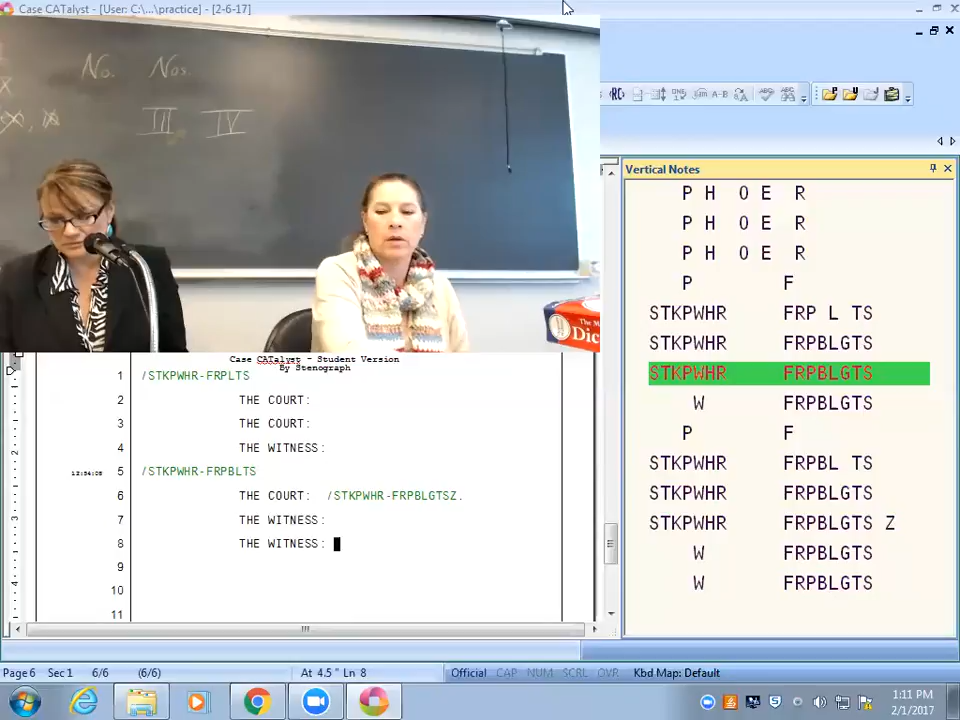 Case CATalyst - [User: C:\...\practice] - [2-6-17]
No. Nos.
X
III IV
Vertical Notes
P H O E R
P H O E R
P H O E R
P F
STKPWHR FRP L TS
STKPWHR FRPBLGTS
STKPWHR FRPBLGTS
W FRPBLGTS
P F
STKPWHR FRPBL TS
STKPWHR FRPBLGTS
STKPWHR FRPBLGTS Z
W FRPBLGTS
W FRPBLGTS
The M
Dic
Case CATalyst - Student Version
By Stenograph
1 /STKPWHR-FRPLTS
2 THE COURT:
3 THE COURT:
4 THE WITNESS:
12:54:05 5 /STKPWHR-FRPBLTS
6 THE COURT: /STKPWHR-FRPBLGTSZ.
7 THE WITNESS:
8 THE WITNESS:
9
10
11
Page 6 Sec 1 6/6 (6/6) At 4.5 " Ln 8 Official CAP NUM SCRL OVR Kbd Map: Default
1:11 PM
2/1/2017